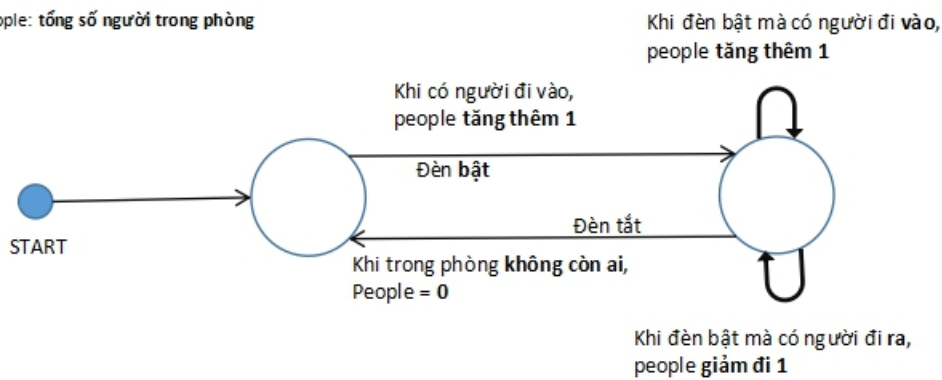 ople: tổng số người trong phòng
Khi đèn bật mà có người đi vào,
people tăng thêm 1
Khi có người đi vào,
people tăng thêm 1
Đèn bật
START
Đèn tắt
Khi trong phòng không còn ai,
People = 0
Khi đèn bật mà có người đi ra,
people giảm đi 1